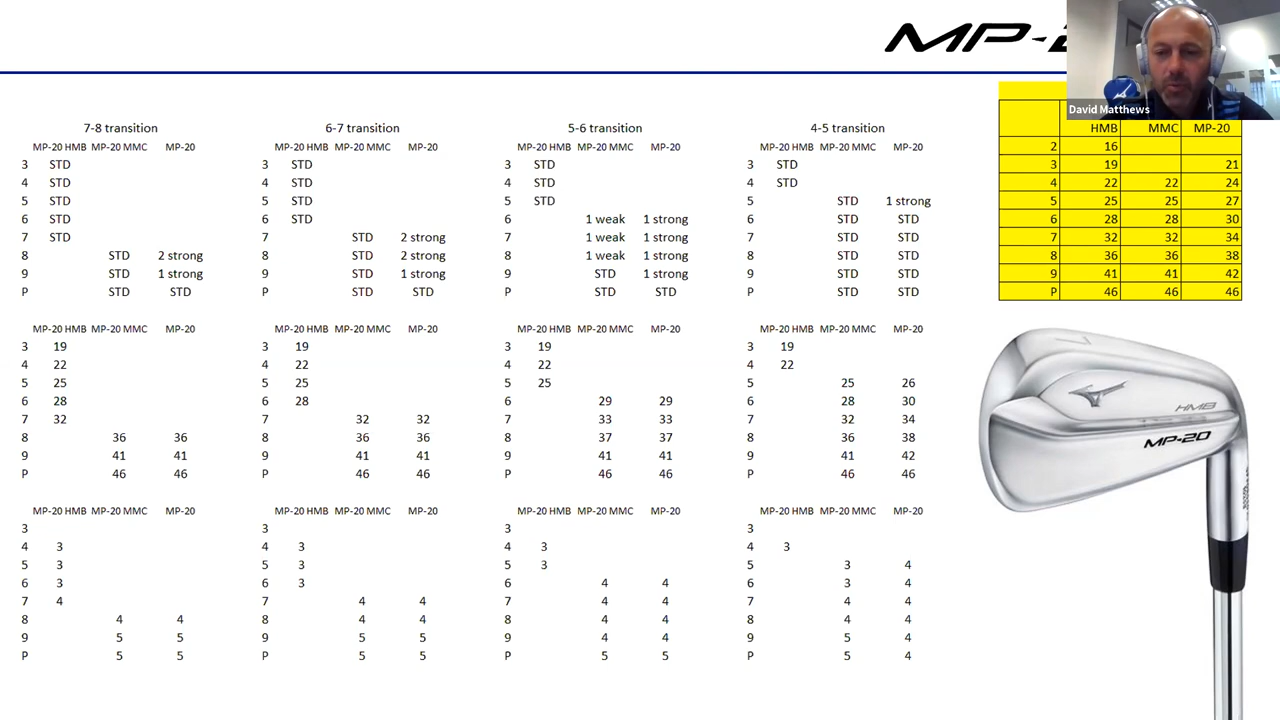 MP-2
David Matthews
HMB MMC MP-20
2 16
3 19 21
4 22 22 24
5 25 25 27
6 28 28 30
7 32 32 34
8 36 36 38
9 41 41 42
P 46 46 46
7-8 transition 6-7 transition 5-6 transition 4-5 transition
MP-20 HMB MP-20 MMC MP-20 MP-20 HMB MP-20 MMC MP-20 MP-20 HMB MP-20 MMC MP-20 MP-20 HMB MP-20 MMC MP-20
3 STD 3 STD 3 STD 3 STD
4 STD 4 STD 4 STD 4 STD
5 STD 5 STD 5 STD 5 STD 1 strong
6 STD 6 STD 6 1 weak 1 strong 6 STD STD
7 STD 7 STD 2 strong 7 1 weak 1 strong 7 STD STD
8 STD 2 strong 8 STD 2 strong 8 1 weak 1 strong 8 STD STD
9 STD 1 strong 9 STD 1 strong 9 STD 1 strong 9 STD STD
P STD STD P STD STD P STD STD P STD STD
MP-20 HMB MP-20 MMC MP-20 MP-20 HMB MP-20 MMC MP-20 MP-20 HMB MP-20 MMC MP-20 MP-20 HMB MP-20 MMC MP-20
3 19 3 19 3 19 3 19
4 22 4 22 4 22 4 22
5 25 5 25 5 25 5 25 26
6 28 6 28 6 29 29 6 28 30
7 32 7 32 32 7 33 33 7 32 34
8 36 36 8 36 36 8 37 37 8 36 38
9 41 41 9 41 41 9 41 41 9 41 42
P 46 46 P 46 46 P 46 46 P 46 46
MP-20 HMB MP-20 MMC MP-20 MP-20 HMB MP-20 MMC MP-20 MP-20 HMB MP-20 MMC MP-20 MP-20 HMB MP-20 MMC MP-20
3 3 3 3
4 3 4 3 4 3 4 3
5 3 5 3 5 3 5 3 4
6 3 6 3 6 4 4 6 3 4
7 4 7 4 4 7 4 4 7 4 4
8 4 4 8 4 4 8 4 4 8 4 4
9 5 5 9 5 5 9 4 4 9 5 4
P 5 5 P 5 5 P 5 5 P 5 4
HMB
MP-20